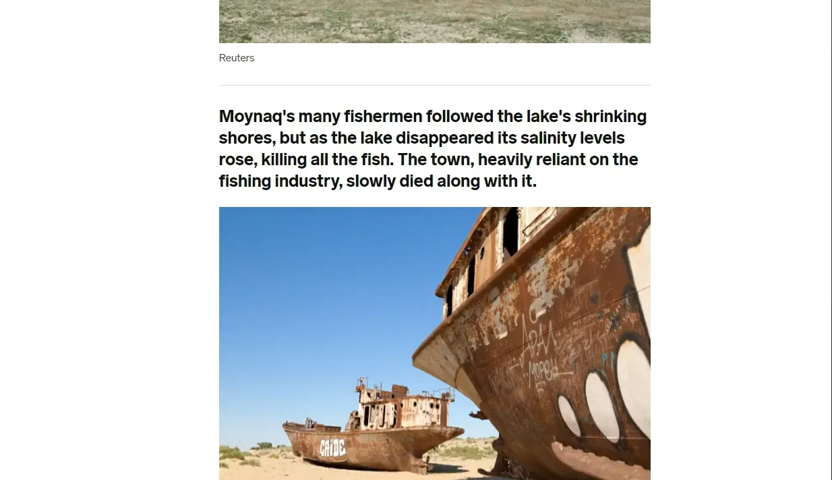 Reuters
Moynaq's many fishermen followed the lake's shrinking
shores, but as the lake disappeared its salinity levels
rose, killing all the fish. The town, heavily reliant on the
fishing industry, slowly died along with it.
АРАЛ